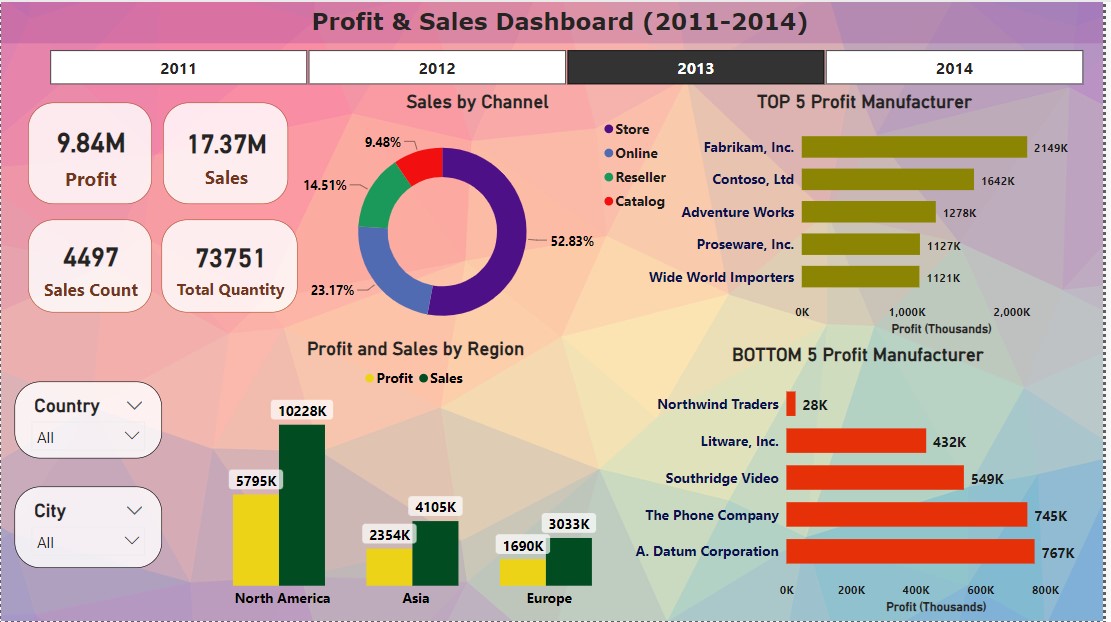 Profit & Sales Dashboard (2011-2014)
2011
2012
2013
2014
9.84M
Profit
17.37M
Sales
4497
Sales Count
73751
Total Quantity
Sales by Channel
Store
Online
Reseller
Catalog
9.48%
14.51%
23.17%
52.83%
TOP 5 Profit Manufacturer
Fabrikam, Inc. 2149K
Contoso, Ltd 1642K
Adventure Works 1278K
Proseware, Inc. 1127K
Wide World Importers 1121K
0K 1,000K 2,000K
Profit (Thousands)
Country
All
City
All
Profit and Sales by Region
Profit Sales
5795K
10228K
2354K
4105K
1690K
3033K
North America Asia Europe
BOTTOM 5 Profit Manufacturer
Northwind Traders 28K
Litware, Inc. 432K
Southridge Video 549K
The Phone Company 745K
A. Datum Corporation 767K
0K 200K 400K 600K 800K
Profit (Thousands)